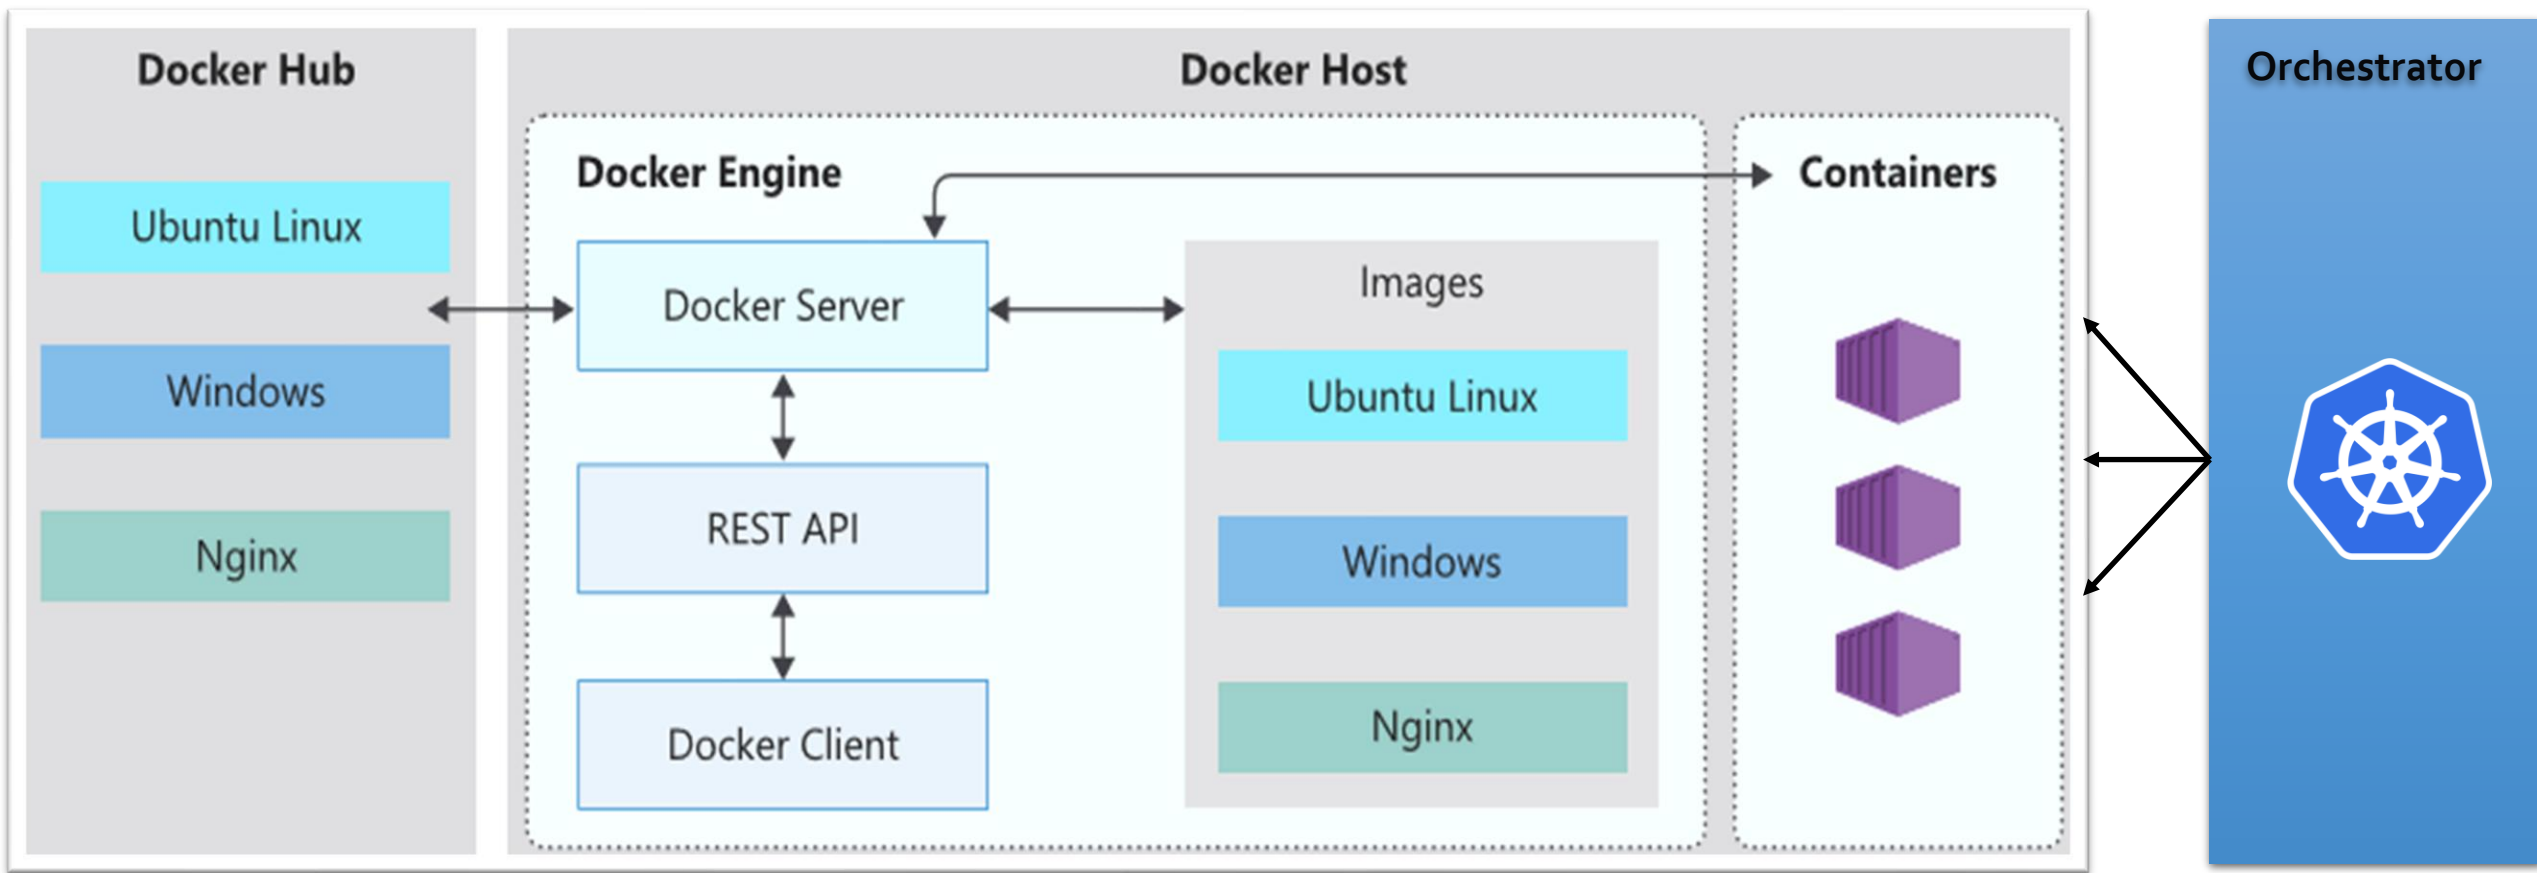 Docker Hub
Ubuntu Linux
Windows
Nginx
Docker Host
Docker Engine
Docker Server
REST API
Docker Client
Images
Ubuntu Linux
Windows
Nginx
Containers
Orchestrator